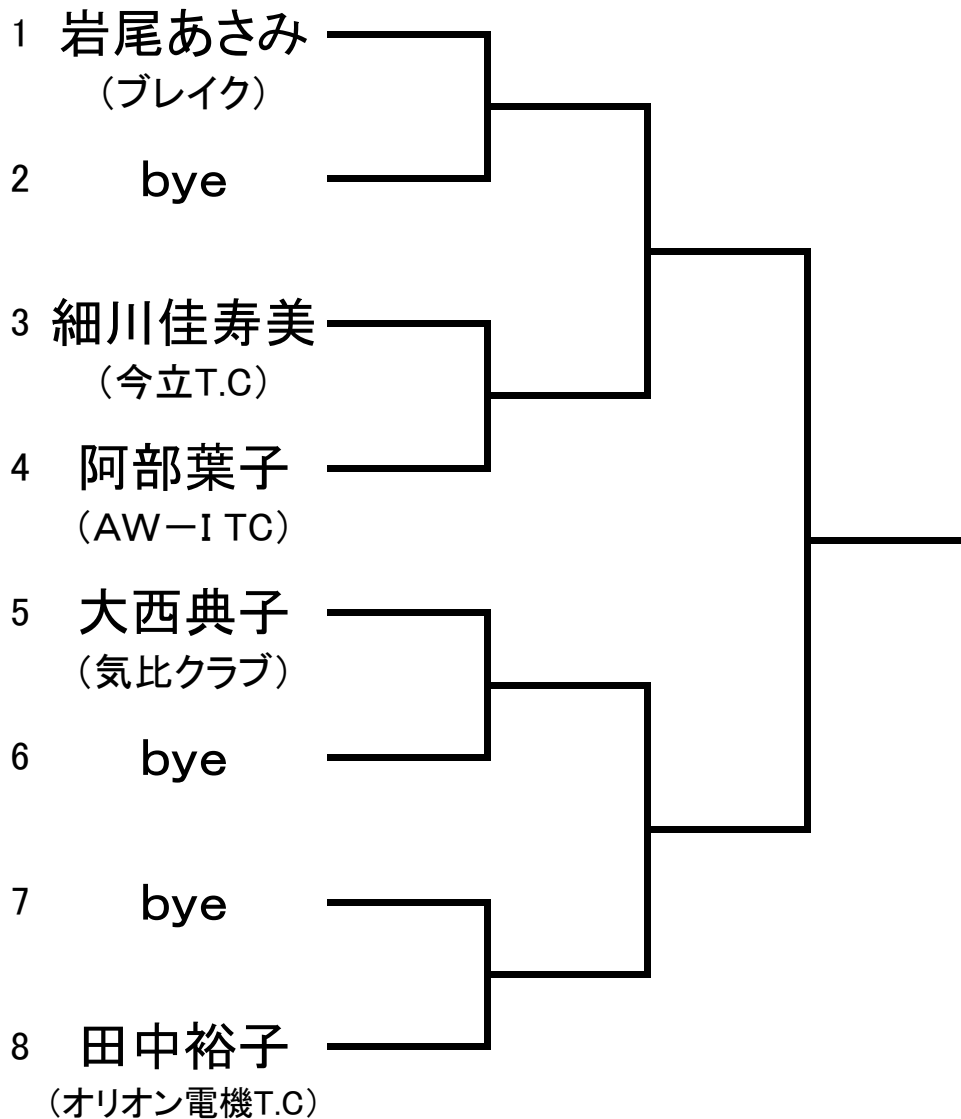 1 岩尾あさみ
（ブレイク）
2 bye
3 細川佳寿美
（今立T.C）
4 阿部葉子
（AW－I TC）
5 大西典子
（気比クラブ）
6 bye
7 bye
8 田中裕子
（オリオン電機T.C）